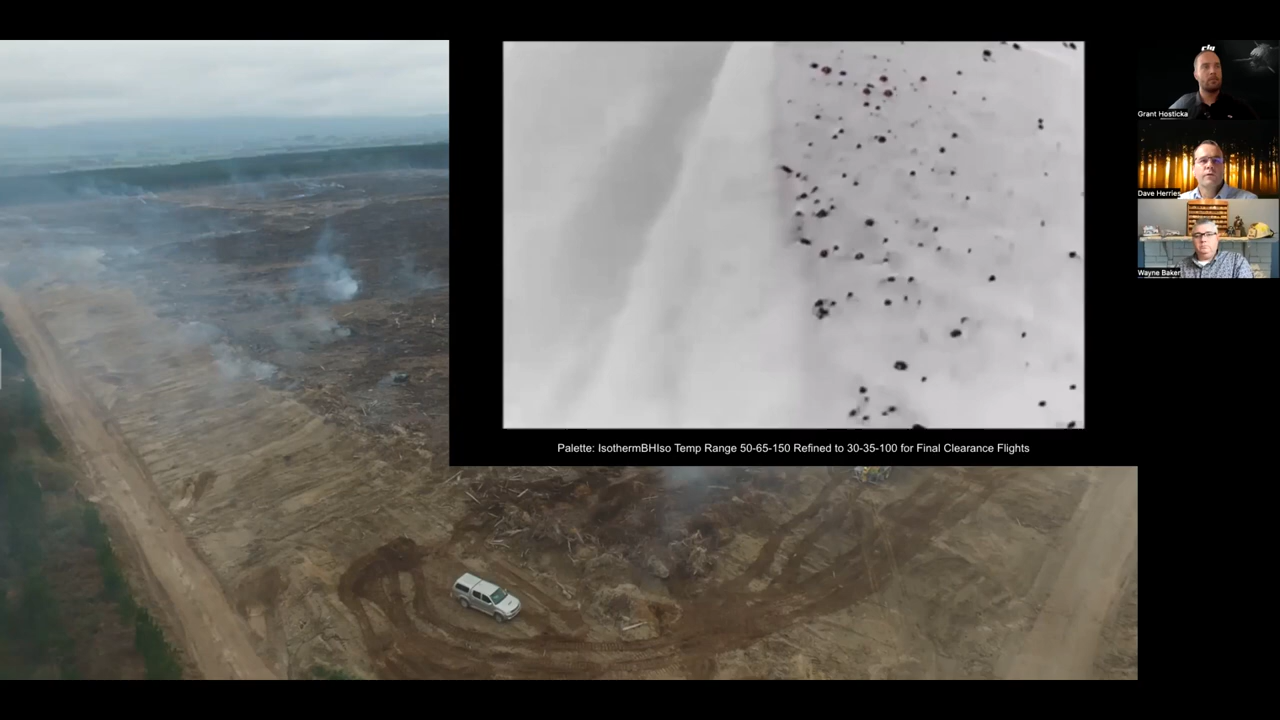 Palette: IsothermBHIso Temp Range 50-65-150 Refined to 30-35-100 for Final Clearance Flights
Grant Hosticka
Dave Herries
Wayne Baker